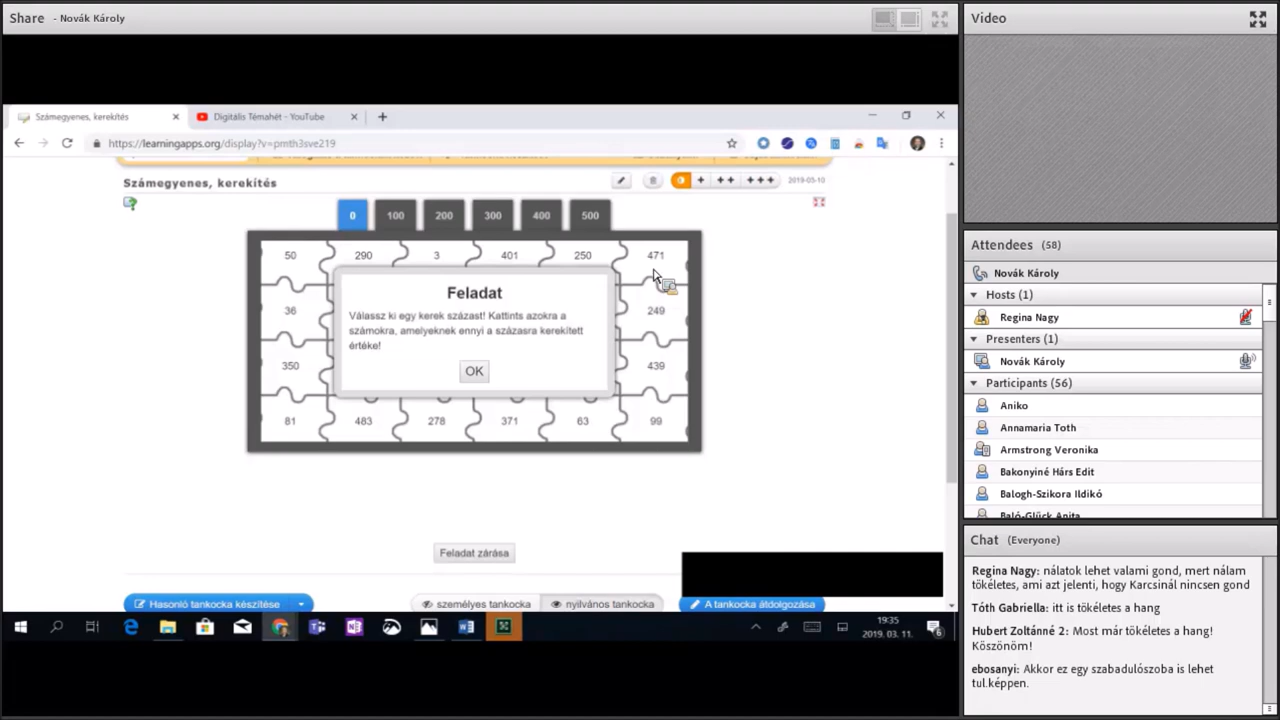 Share - Novák Károly
Számegyenes, kerekítés
Digitális Témahét - YouTube
https://learningapps.org/display?v=pmth3sve219
Számegyenes, kerekítés
2019-05-10
0 100 200 300 400 500
50 290 3 401 250 471
36 249
350 439
81 483 278 371 63 99
Feladat
Válassz ki egy kerek százast! Kattints azokra a
számokra, amelyeknek ennyi a százasra kerekített
értéke!
OK
Feladat zárása
Hasonló tankocka készítése
személyes tankocka
nyilvános tankocka
A tankocka átdolgozása
19:35
2019. 03. 11.
6
Video
Attendees (58)
Novák Károly
Hosts (1)
Regina Nagy
Presenters (1)
Novák Károly
Participants (56)
Aniko
Annamaria Toth
Armstrong Veronika
Bakonyiné Hárs Edit
Balogh-Szikora Ildikó
Baló-Glück Anita
Chat (Everyone)
Regina Nagy: nálatok lehet valami gond, mert nálam
tökéletes, ami azt jelenti, hogy Karcsinál nincsen gond
Tóth Gabriella: itt is tökéletes a hang
Hubert Zoltánné 2: Most már tökéletes a hang!
Köszönöm!
ebosanyi: Akkor ez egy szabadulószoba is lehet
tul.képpen.